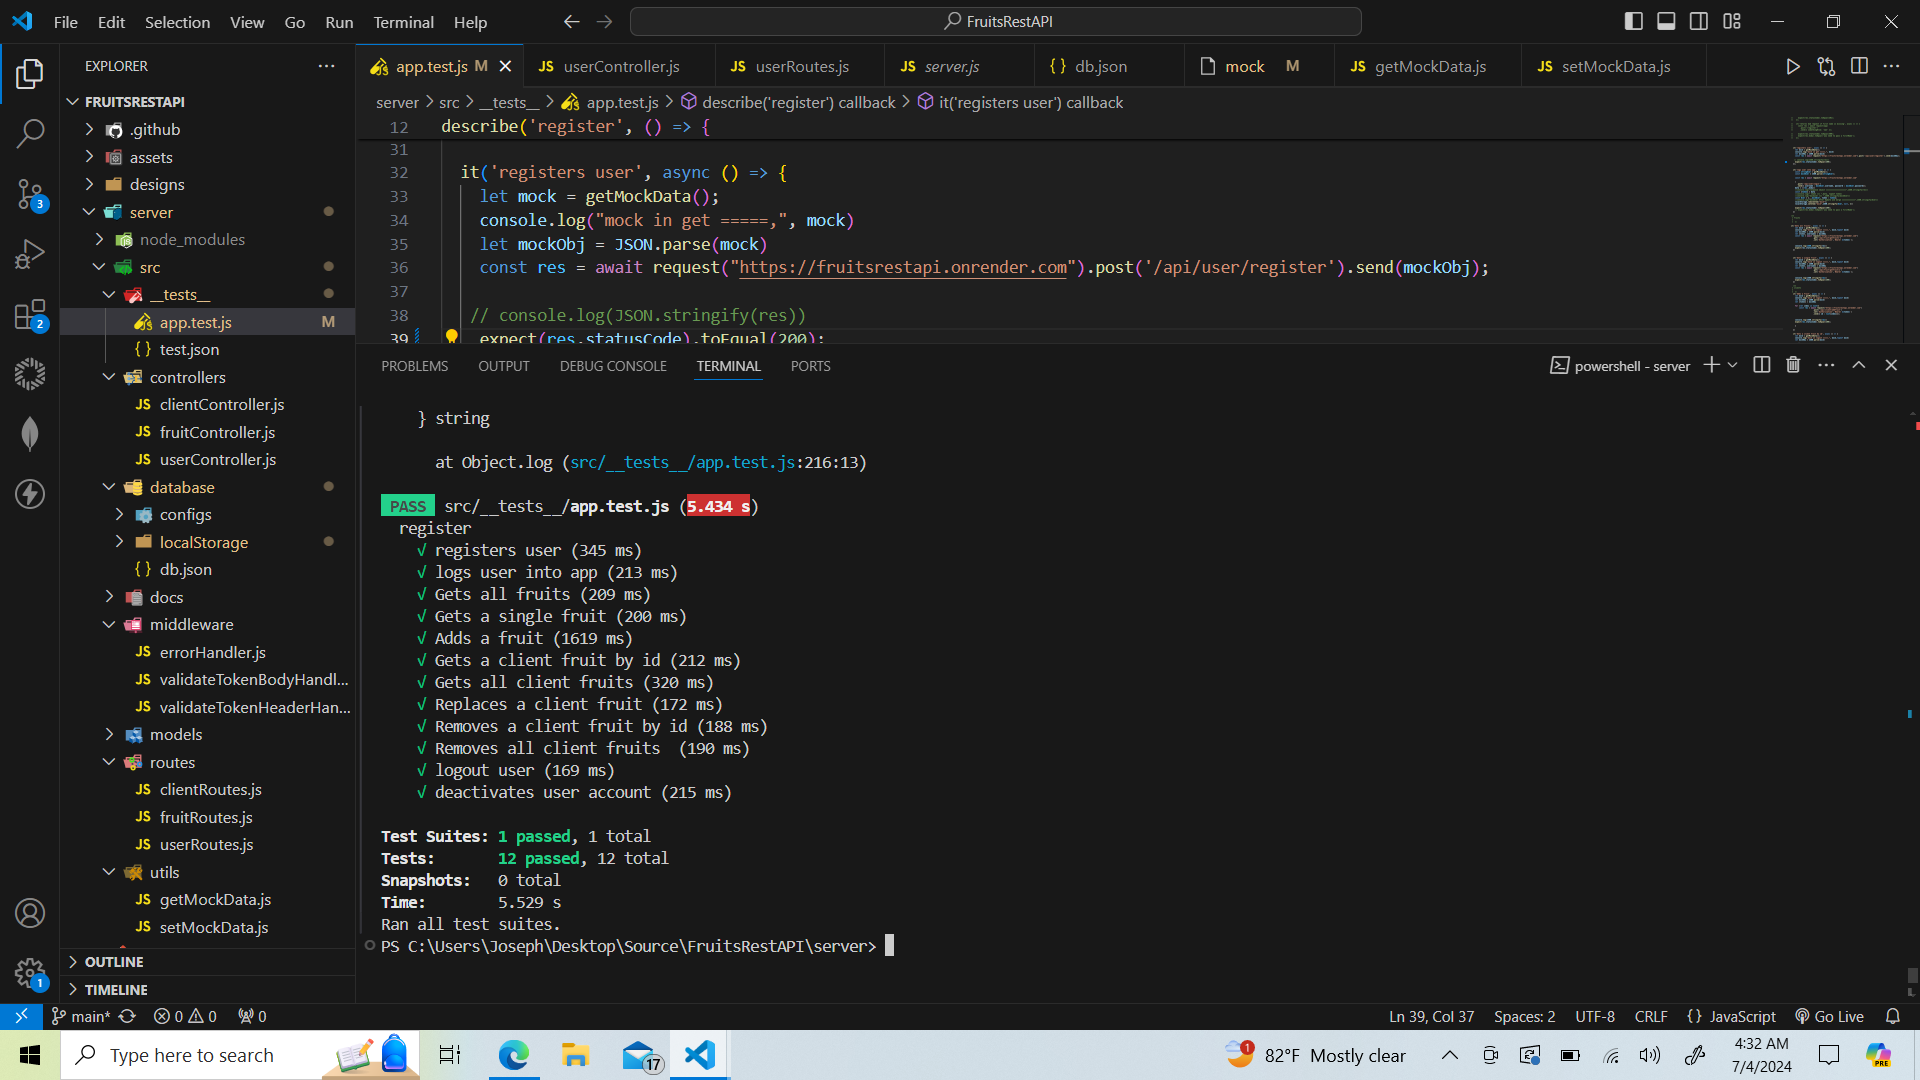 File Edit Selection View Go Run Terminal Help
FruitsRestAPI
EXPLORER
FRUITSRESTAPI
.github
assets
designs
server
node_modules
src
__tests__
app.test.js M
test.json
controllers
clientController.js
fruitController.js
userController.js
database
configs
localStorage
db.json
docs
middleware
errorHandler.js
validateTokenBodyHandl...
validateTokenHeaderHan...
models
routes
clientRoutes.js
fruitRoutes.js
userRoutes.js
utils
getMockData.js
setMockData.js
OUTLINE
TIMELINE
3
2
1
app.test.js M userController.js userRoutes.js server.js db.json mock M getMockData.js setMockData.js
server > src > __tests__ > app.test.js > describe('register') callback > it('registers user') callback
12 describe('register', () => {
31
32 it('registers user', async () => {
33 let mock = getMockData();
34 console.log("mock in get =====,", mock)
35 let mockObj = JSON.parse(mock)
36 const res = await request("https://fruitsrestapi.onrender.com").post('/api/user/register').send(mockObj);
37
38 // console.log(JSON.stringify(res))
39 expect(res.statusCode).toEqual(200);
PROBLEMS OUTPUT DEBUG CONSOLE TERMINAL PORTS
powershell - server
} string
at Object.log (src/__tests__/app.test.js:216:13)
PASS src/__tests__/app.test.js (5.434 s)
register
√ registers user (345 ms)
√ logs user into app (213 ms)
√ Gets all fruits (209 ms)
√ Gets a single fruit (200 ms)
√ Adds a fruit (1619 ms)
√ Gets a client fruit by id (212 ms)
√ Gets all client fruits (320 ms)
√ Replaces a client fruit (172 ms)
√ Removes a client fruit by id (188 ms)
√ Removes all client fruits (190 ms)
√ logout user (169 ms)
√ deactivates user account (215 ms)
Test Suites: 1 passed, 1 total
Tests: 12 passed, 12 total
Snapshots: 0 total
Time: 5.529 s
Ran all test suites.
PS C:\Users\Joseph\Desktop\Source\FruitsRestAPI\server>
main* 0 0 0
Ln 39, Col 37 Spaces: 2 UTF-8 CRLF {} JavaScript Go Live
Type here to search
17
1
82°F Mostly clear
4:32 AM
7/4/2024
PRE